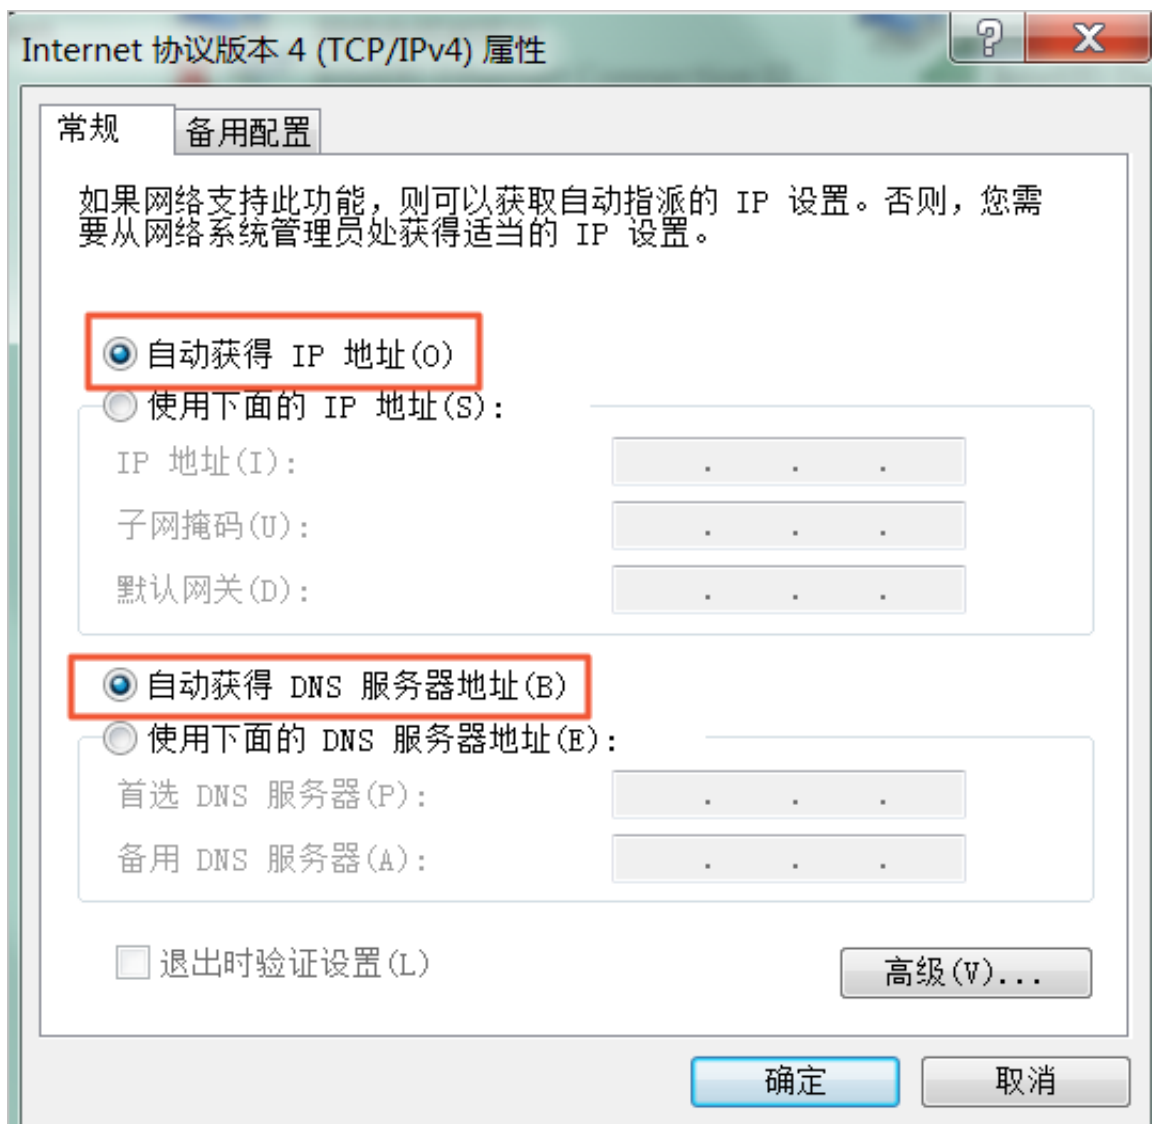 Internet 协议版本 4 (TCP/IPv4) 属性
常规
备用配置
如果网络支持此功能，则可以获取自动指派的 IP 设置。否则，您需
要从网络系统管理员处获得适当的 IP 设置。
自动获得 IP 地址(O)
使用下面的 IP 地址(S):
IP 地址(I):
子网掩码(U):
默认网关(D):
自动获得 DNS 服务器地址(B)
使用下面的 DNS 服务器地址(E):
首选 DNS 服务器(P):
备用 DNS 服务器(A):
退出时验证设置(L)
高级(V)...
确定
取消